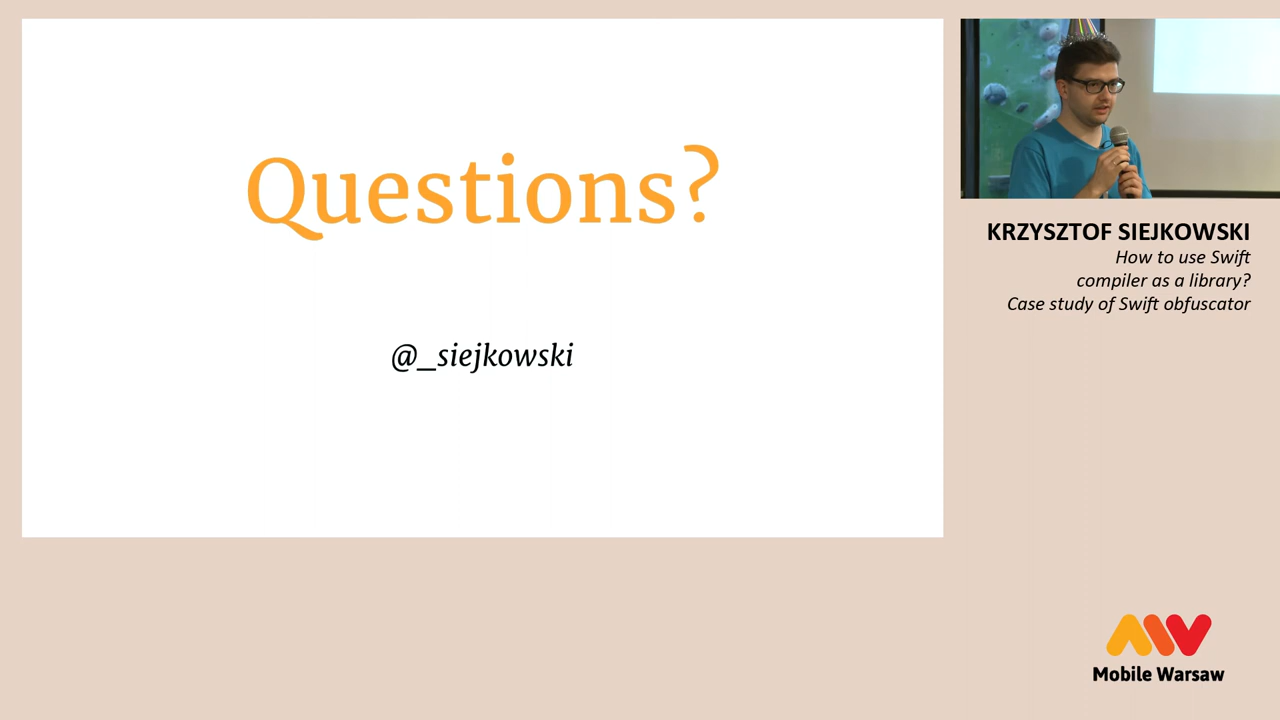 Questions?
@_siejkowski
KRZYSZTOF SIEJKOWSKI
How to use Swift
compiler as a library?
Case study of Swift obfuscator
Mobile Warsaw